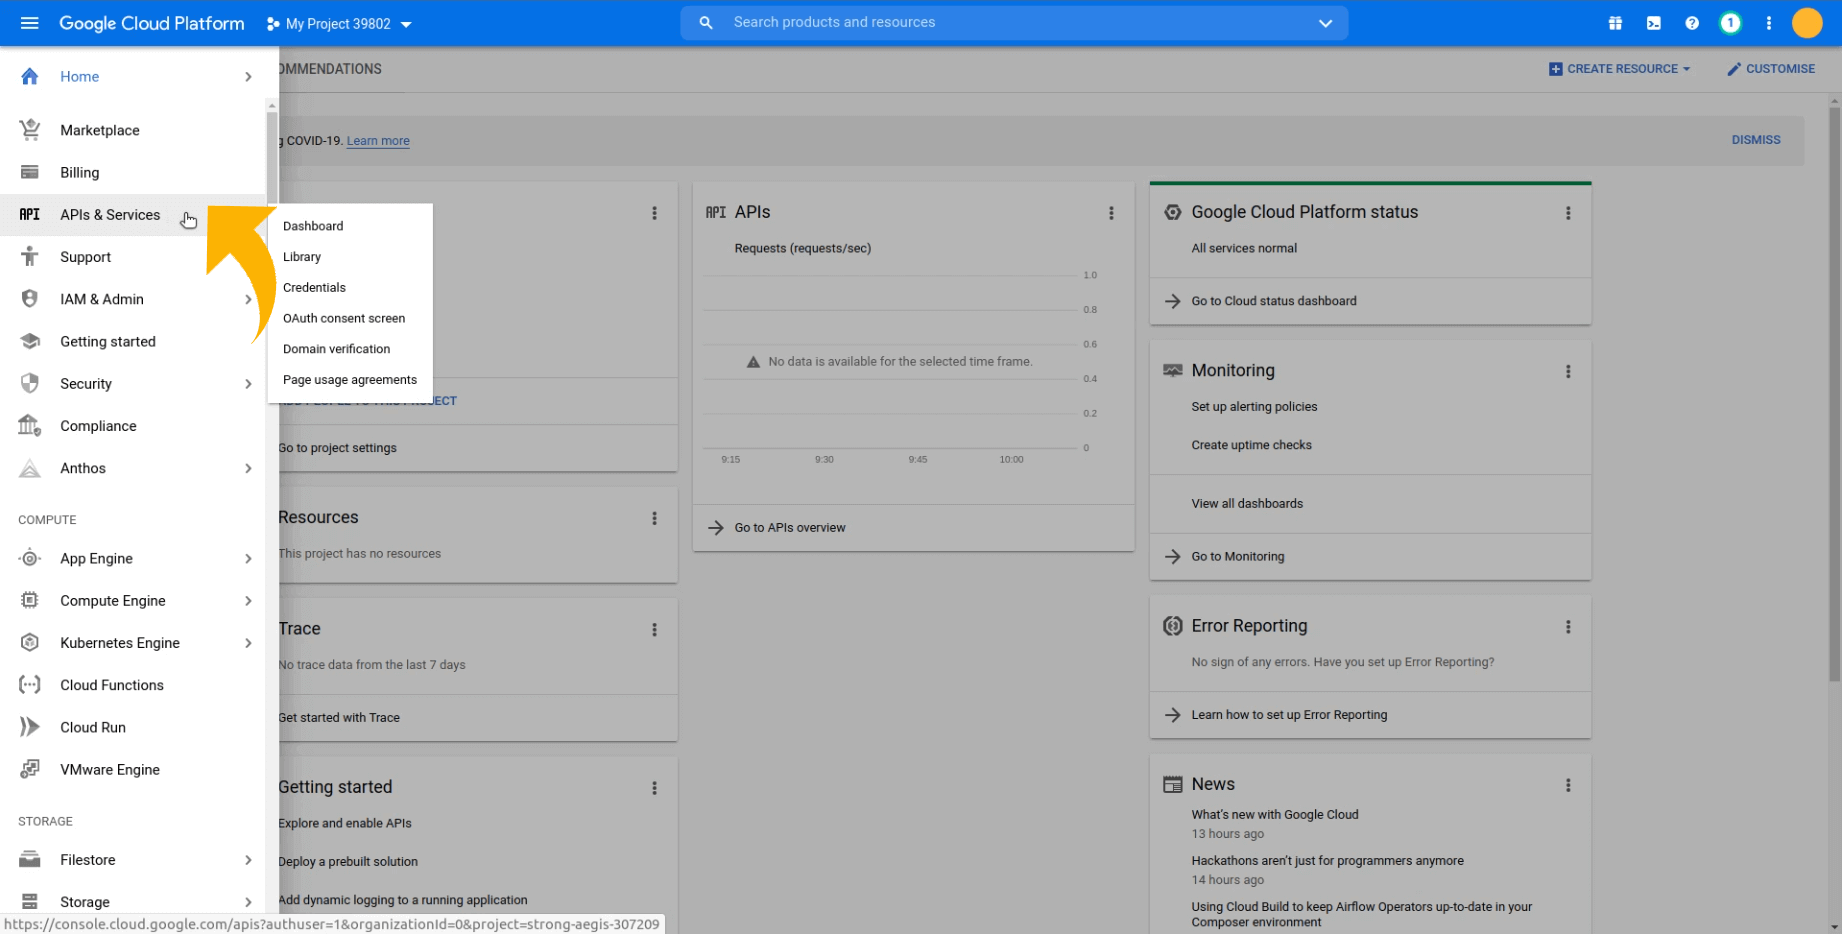 Google Cloud Platform
My Project 39802
Search products and resources
1
Home
Marketplace
Billing
API APIs & Services
Support
IAM & Admin
Getting started
Security
Compliance
Anthos
COMPUTE
App Engine
Compute Engine
Kubernetes Engine
Cloud Functions
Cloud Run
VMware Engine
STORAGE
Filestore
Storage
https://console.cloud.google.com/apis?authuser=1&organizationId=0&project=strong-aegis-307209
Dashboard
Library
Credentials
OAuth consent screen
Domain verification
Page usage agreements
OMMENDATIONS
CREATE RESOURCE
CUSTOMISE
g COVID-19. Learn more
DISMISS
Go to project settings
Resources
This project has no resources
Trace
No trace data from the last 7 days
Get started with Trace
Getting started
Explore and enable APIs
Deploy a prebuilt solution
Add dynamic logging to a running application
API APIs
Requests (requests/sec)
1.0
0.8
0.6
No data is available for the selected time frame.
0.4
0.2
0
9:15 9:30 9:45 10:00
Go to APIs overview
Google Cloud Platform status
All services normal
Go to Cloud status dashboard
Monitoring
Set up alerting policies
Create uptime checks
View all dashboards
Go to Monitoring
Error Reporting
No sign of any errors. Have you set up Error Reporting?
Learn how to set up Error Reporting
News
What's new with Google Cloud
13 hours ago
Hackathons aren't just for programmers anymore
14 hours ago
Using Cloud Build to keep Airflow Operators up-to-date in your
Composer environment